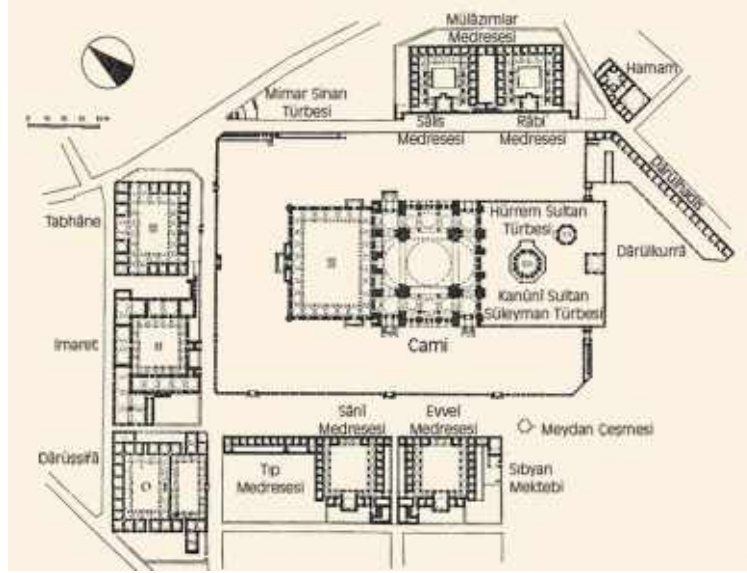 Mülâzımlar
Medresesi
Hamam
Mimar Sinan
Türbesi
Sâlis
Medresesi
Râbi'
Medresesi
Dârülhadis
Tabhâne
Hürrem Sultan
Türbesi
Dârülkurrâ
Kanûnî Sultan
Süleyman Türbesi
İmaret
Cami
Sânî
Medresesi
Evvel
Medresesi
Meydan Çeşmesi
Dârüşşifâ
Tıp
Medresesi
Sıbyan
Mektebi